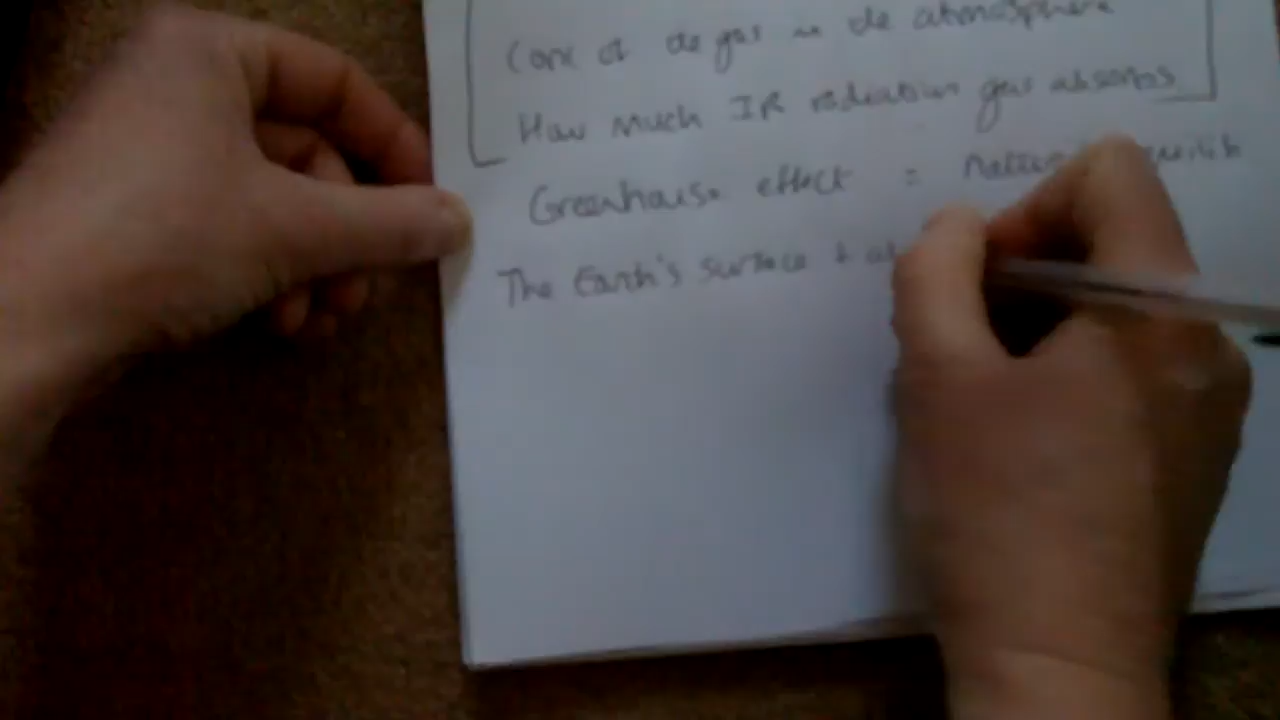 Conc of the gas in the atmosphere
How much IR radiation gas absorbs
Greenhouse effect =
The Earth's surface +